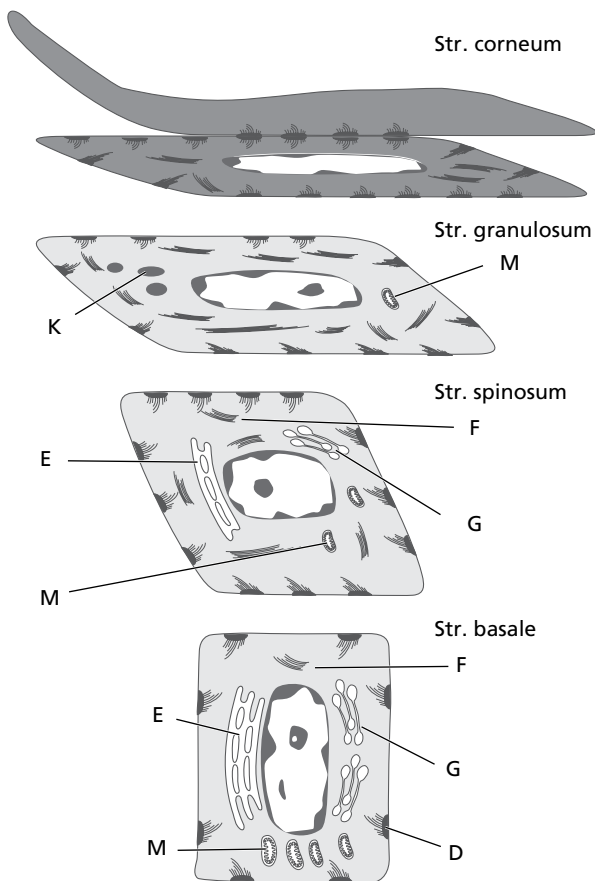 Str. corneum
Str. granulosum
M
K
Str. spinosum
F
E
G
M
Str. basale
F
E
G
M
D